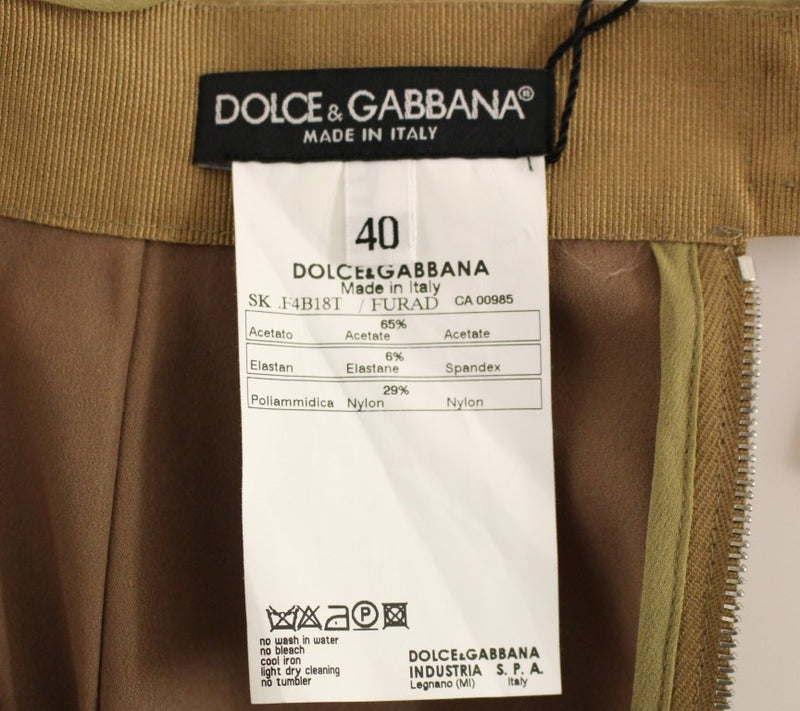 DOLCE & GABBANA®
MADE IN ITALY
40
DOLCE&GABBANA
Made in Italy
SK .F4B18T / FURAD CA 00985
65%
Acetato Acetate Acetate
6%
Elastan Elastane Spandex
29%
Poliammidica Nylon Nylon
P
no wash in water
no bleach
cool iron
light dry cleaning
no tumbler
DOLCE&GABBANA
INDUSTRIA S. P. A.
Legnano (MI) Italy